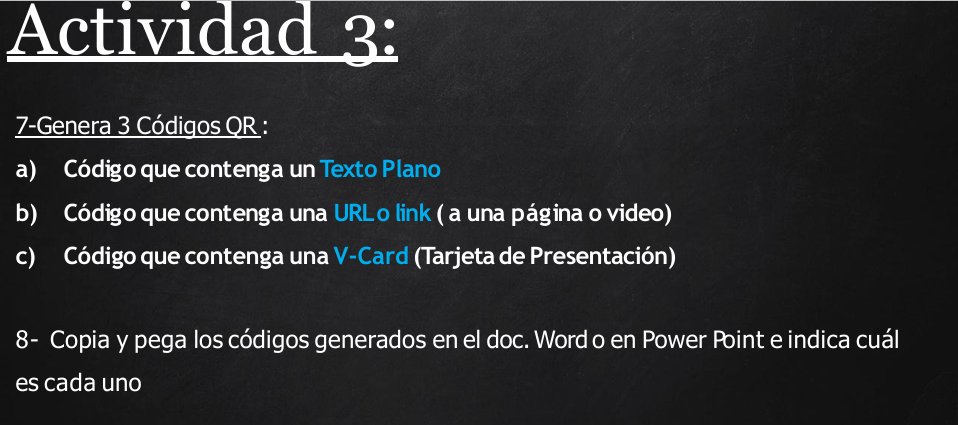 Actividad 3:
7-Genera 3 Códigos QR :
a) Código que contenga un Texto Plano
b) Código que contenga una URL o link ( a una página o video)
c) Código que contenga una V-Card (Tarjeta de Presentación)
8- Copia y pega los códigos generados en el doc. Word o en Power Point e indica cuál
es cada uno